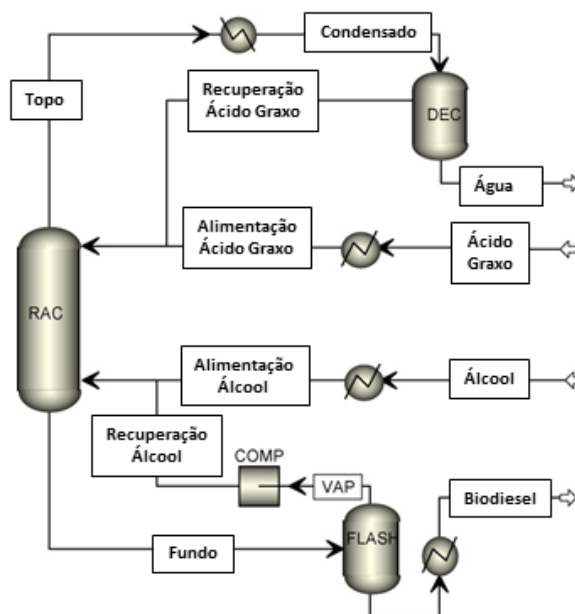 Condensado
Topo
Recuperação
Ácido Graxo
DEC
Água
Alimentação
Ácido Graxo
Ácido
Graxo
RAC
Alimentação
Álcool
Álcool
Recuperação
Álcool
COMP
VAP
Biodiesel
FLASH
Fundo